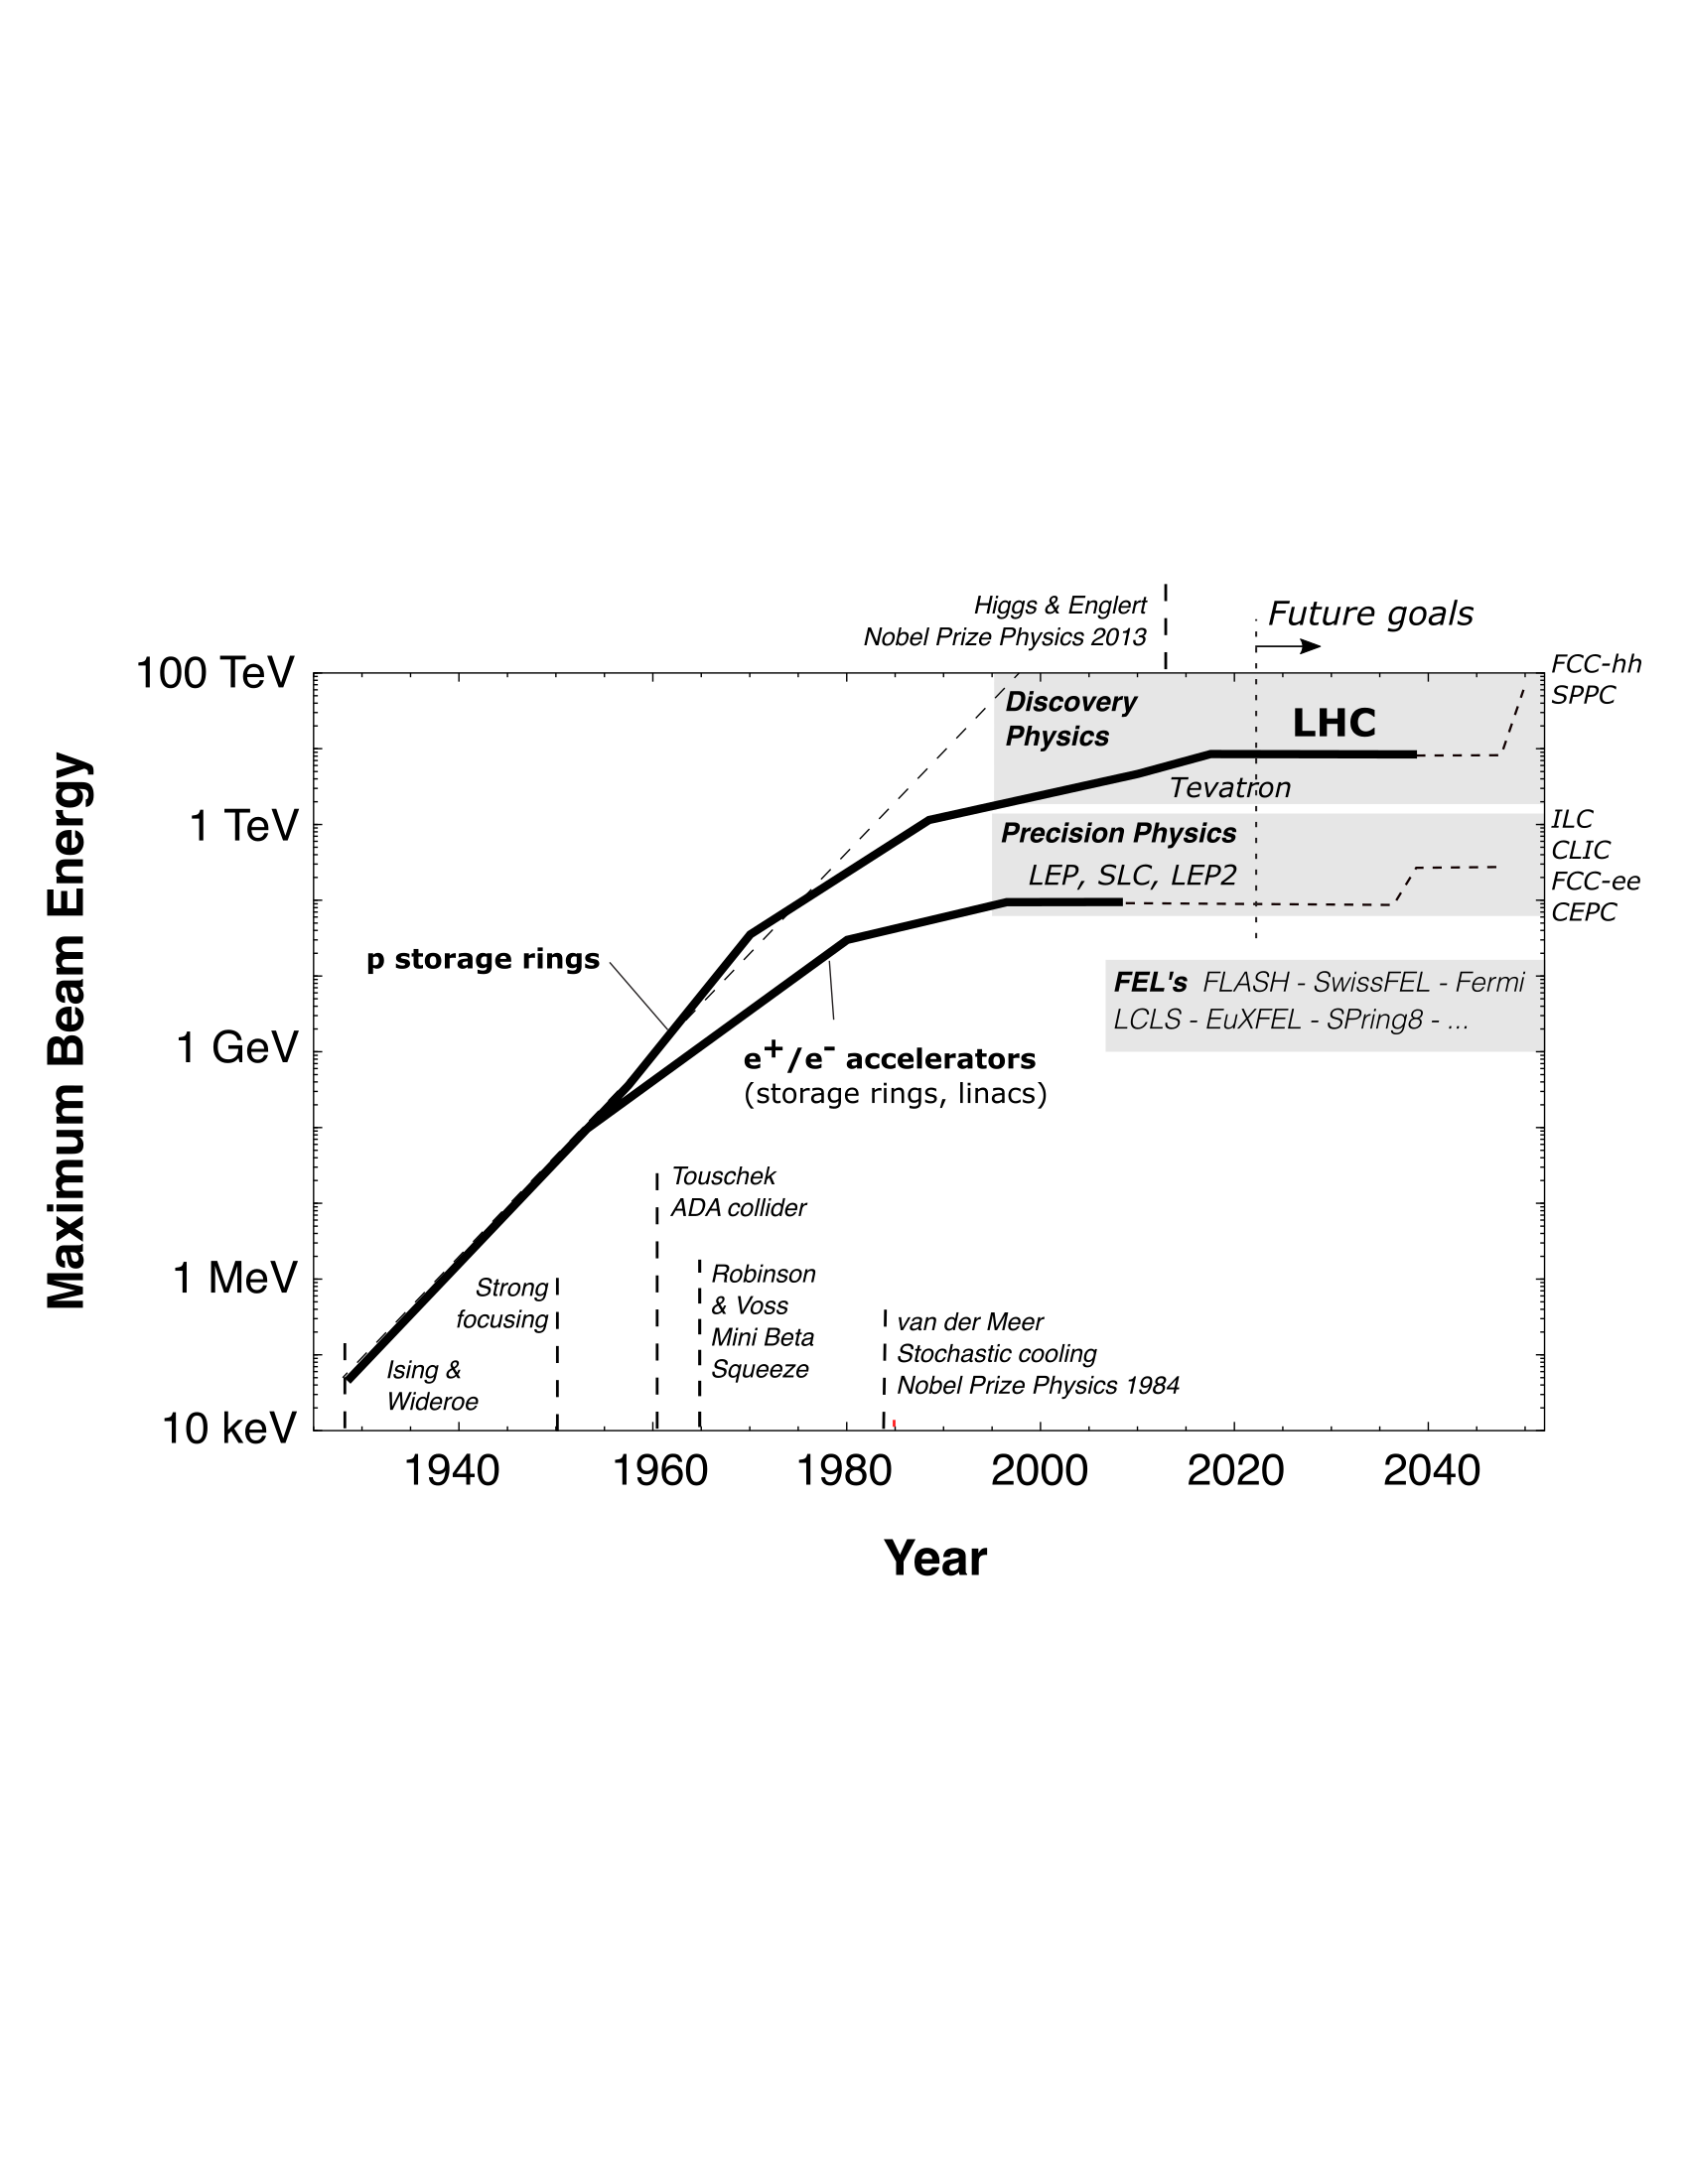 Higgs & Englert
Nobel Prize Physics 2013
Future goals
100 TeV
FCC-hh
SPPC
Discovery
Physics
LHC
Tevatron
1 TeV
ILC
CLIC
FCC-ee
CEPC
Precision Physics
LEP, SLC, LEP2
p storage rings
FEL's FLASH - SwissFEL - Fermi
LCLS - EuXFEL - SPring8 - ...
1 GeV
e+/e- accelerators
(storage rings, linacs)
Maximum Beam Energy
Touschek
ADA collider
1 MeV
Strong
focusing
Robinson
& Voss
Mini Beta
Squeeze
van der Meer
Stochastic cooling
Nobel Prize Physics 1984
Ising &
Wideroe
10 keV
1940 1960 1980 2000 2020 2040
Year